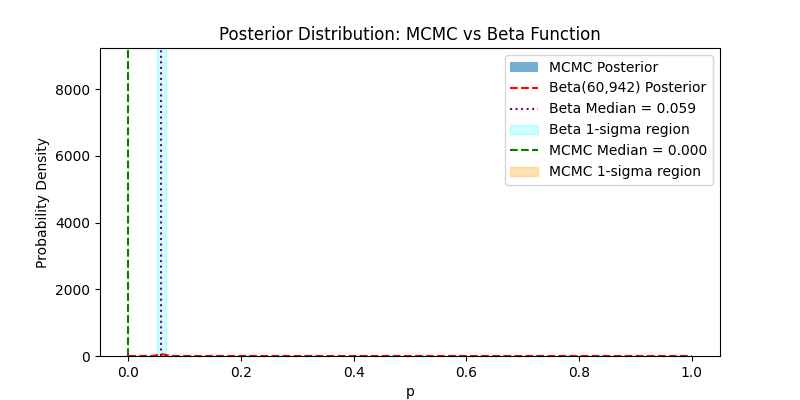 Posterior Distribution: MCMC vs Beta Function
MCMC Posterior
Beta(60,942) Posterior
Beta Median = 0.059
Beta 1-sigma region
MCMC Median = 0.000
MCMC 1-sigma region
Probability Density
8000
6000
4000
2000
0
0.0
0.2
0.4
0.6
0.8
1.0
p